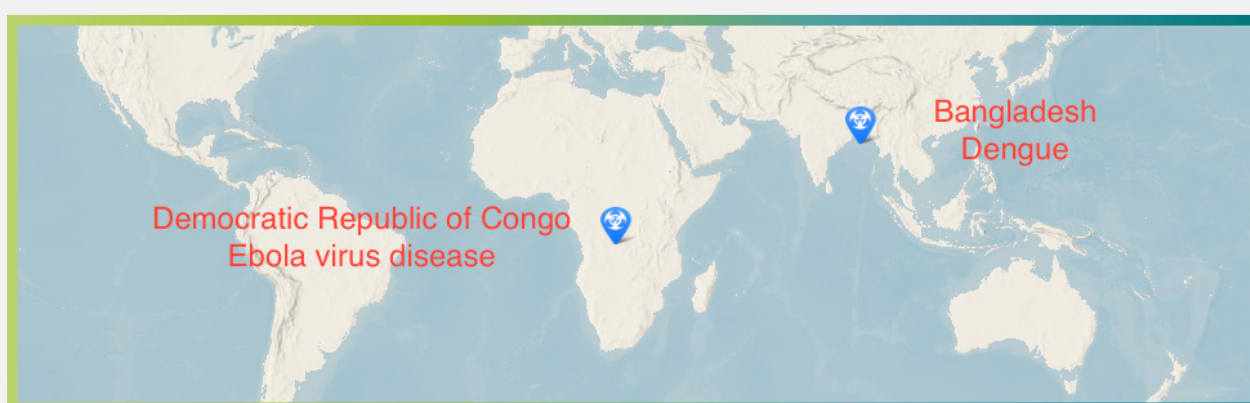 Bangladesh
Dengue
Democratic Republic of Congo
Ebola virus disease